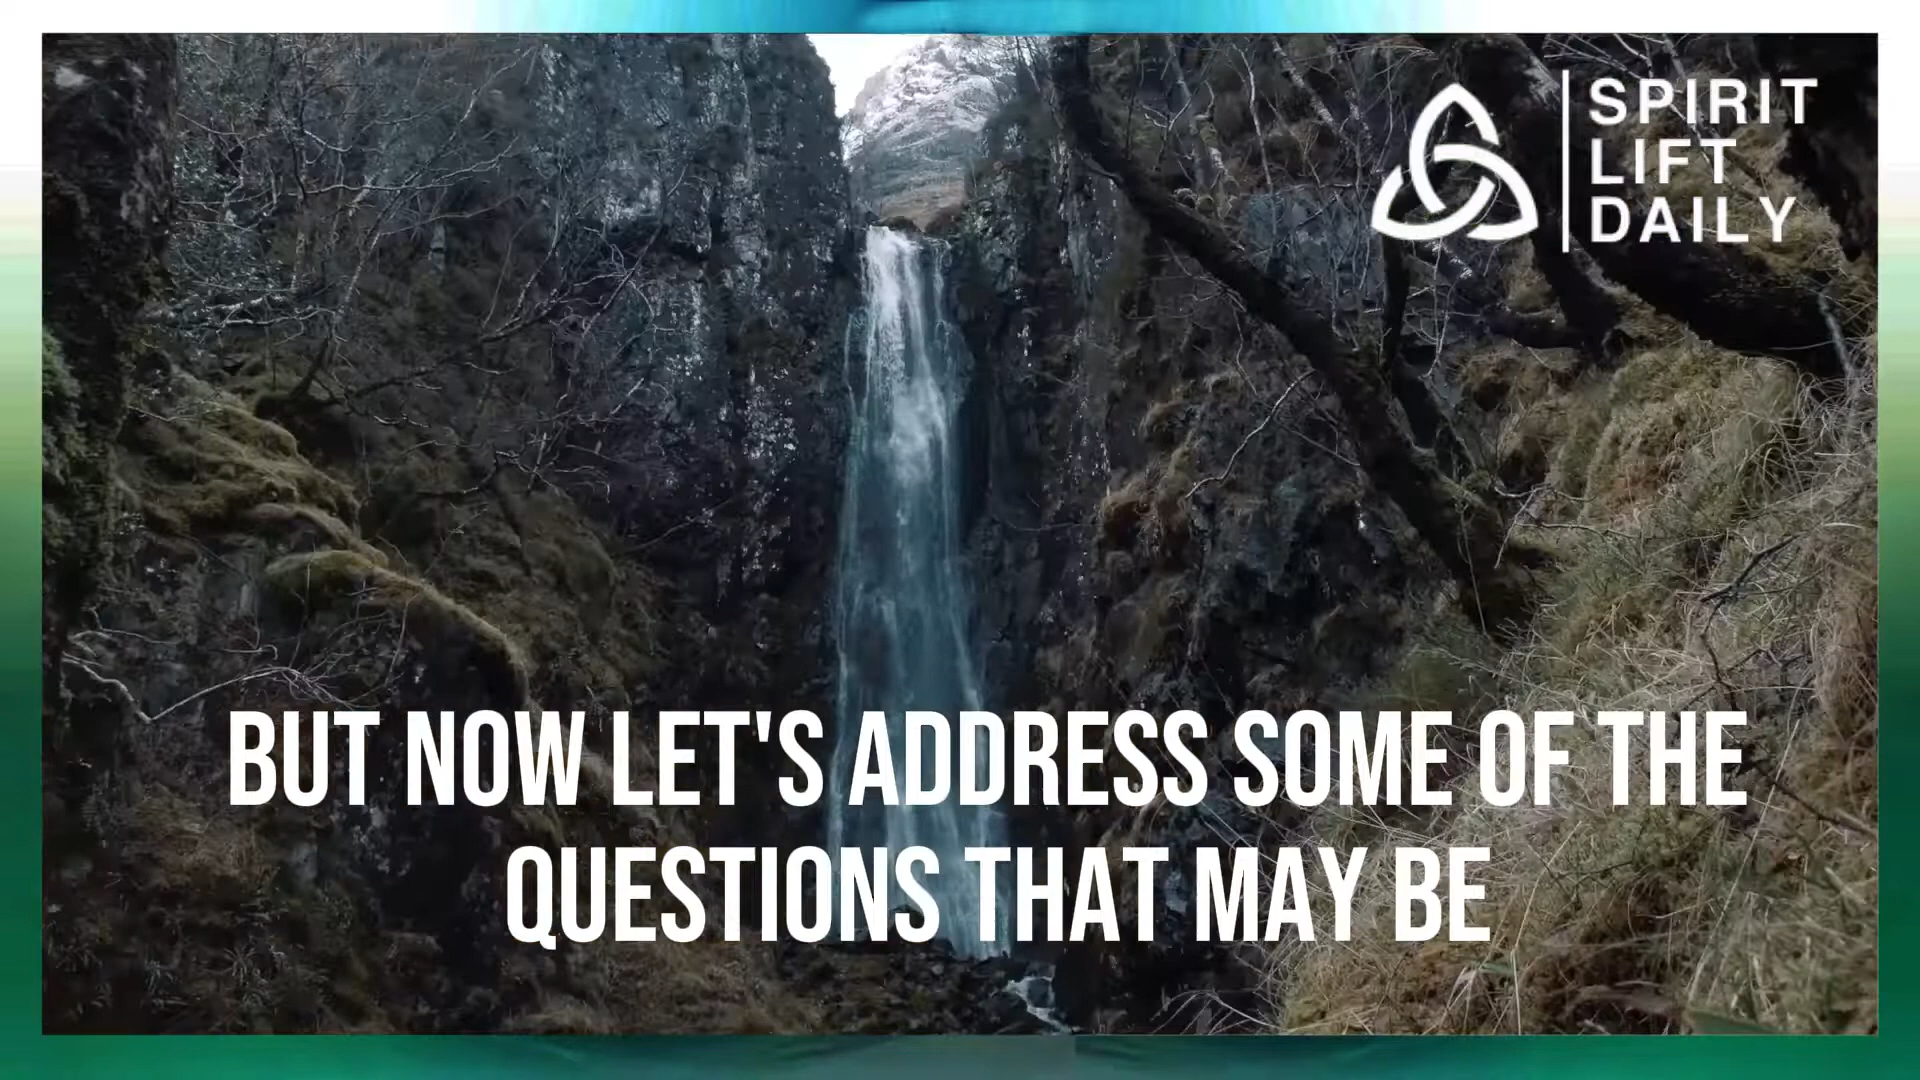 SPIRIT
LIFT
DAILY
BUT NOW LET'S ADDRESS SOME OF THE
QUESTIONS THAT MAY BE